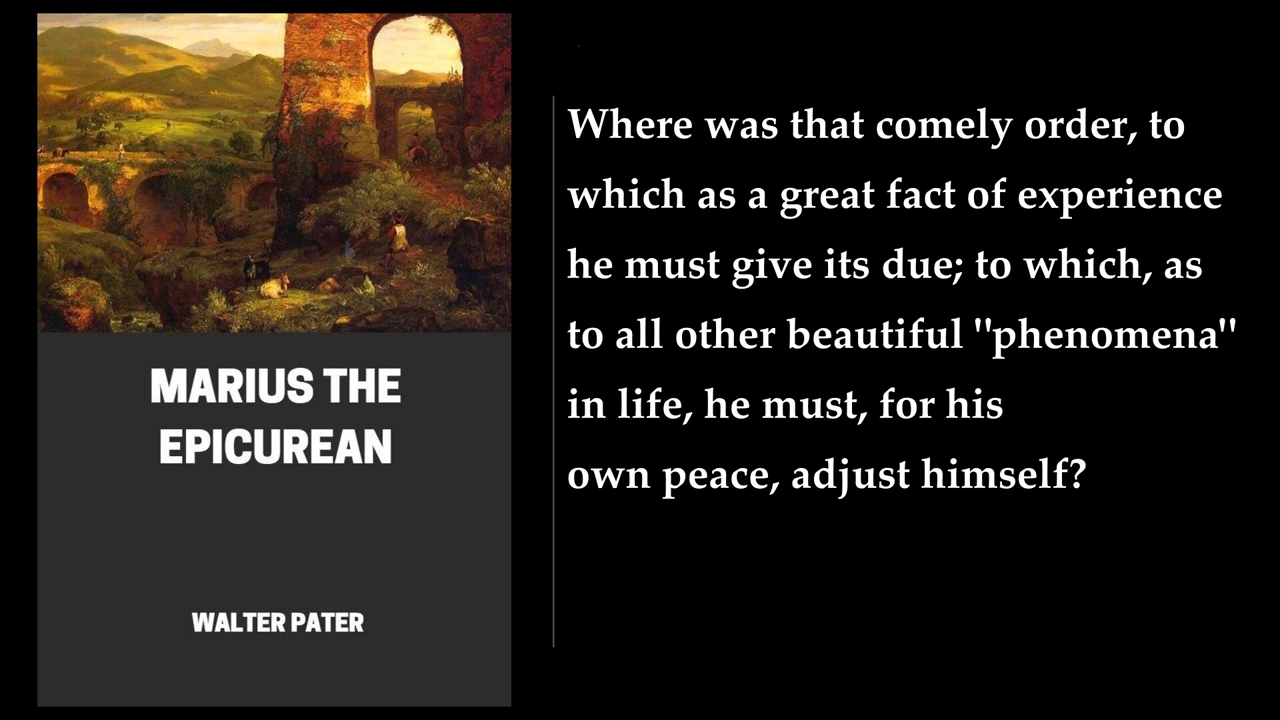 MARIUS THE
EPICUREAN
WALTER PATER
Where was that comely order, to
which as a great fact of experience
he must give its due; to which, as
to all other beautiful "phenomena"
in life, he must, for his
own peace, adjust himself?